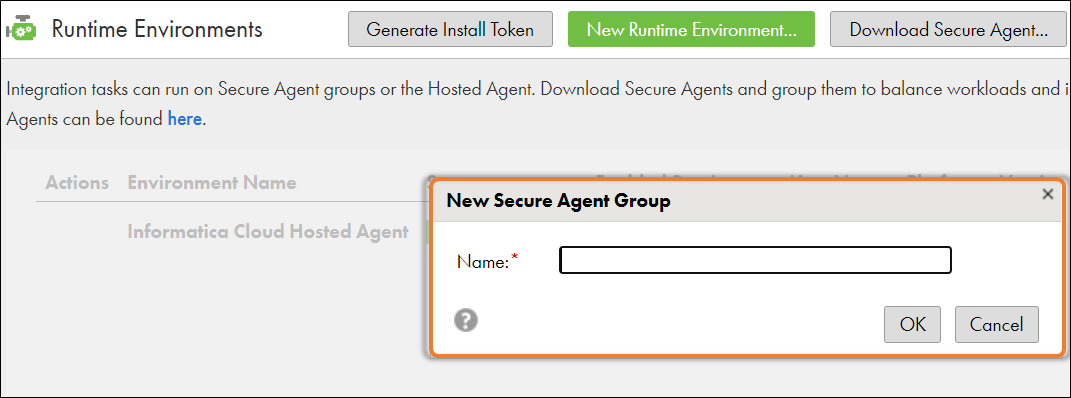 Runtime Environments
Generate Install Token
New Runtime Environment...
Download Secure Agent...
Integration tasks can run on Secure Agent groups or the Hosted Agent. Download Secure Agents and group them to balance workloads and i
Agents can be found here.
Actions Environment Name
New Secure Agent Group
Informatica Cloud Hosted Agent
Name:*
?
OK
Cancel